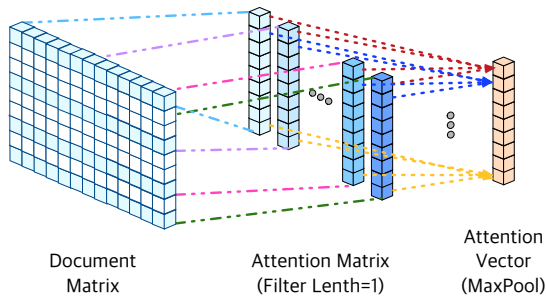 Document
Matrix
Attention Matrix
(Filter Lenth=1)
Attention
Vector
(MaxPool)